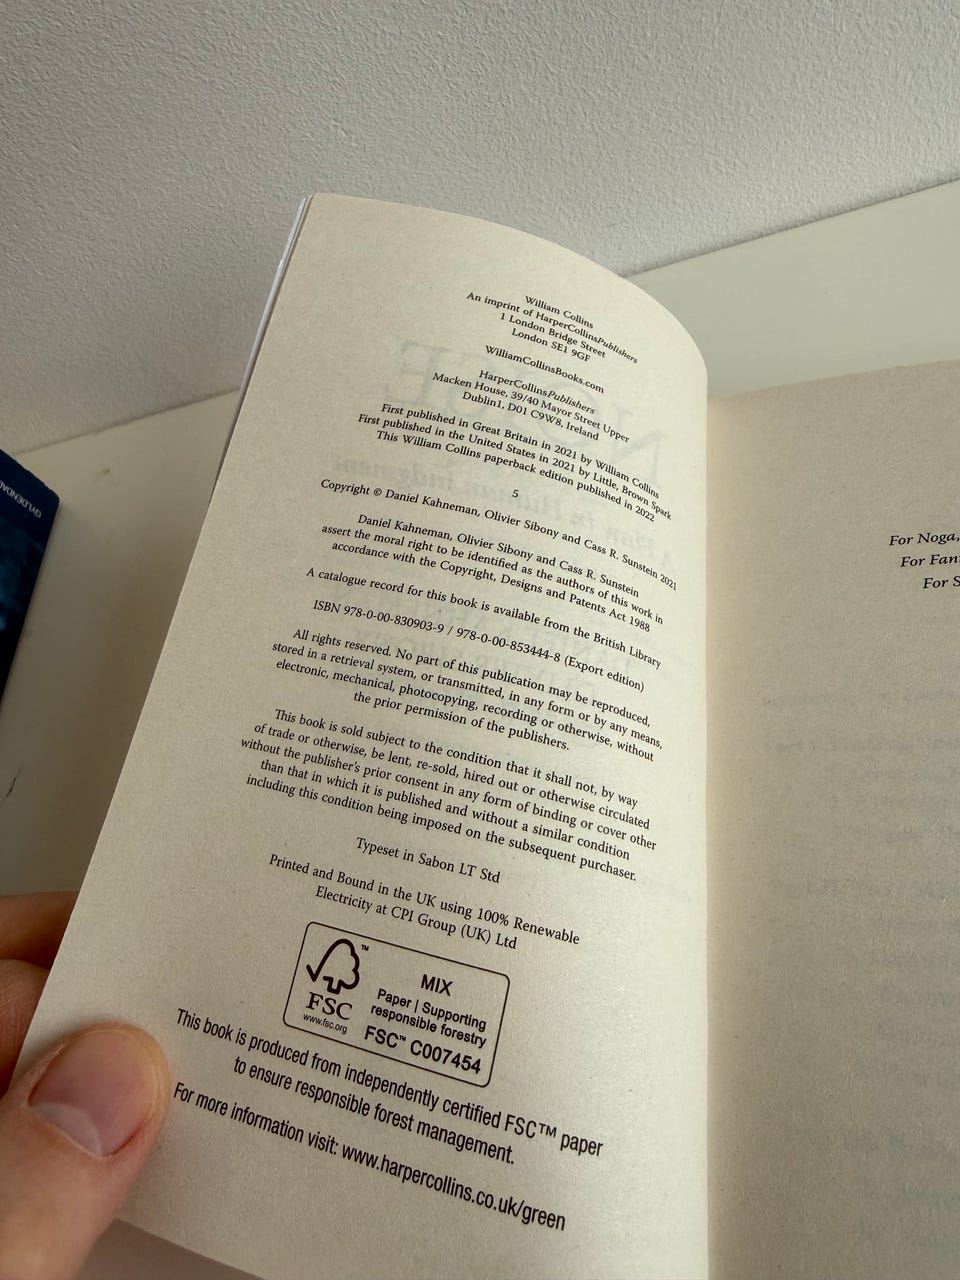 William Collins
An imprint of HarperCollinsPublishers
1 London Bridge Street
London SE1 9GF
WilliamCollinsBooks.com
HarperCollinsPublishers
Macken House, 39/40 Mayor Street Upper
Dublin1, D01 C9W8, Ireland
First published in Great Britain in 2021 by William Collins
First published in the United States in 2021 by Little, Brown Spark
This William Collins paperback edition published in 2022
5
Copyright © Daniel Kahneman, Olivier Sibony and Cass R. Sunstein 2021
Daniel Kahneman, Olivier Sibony and Cass R. Sunstein
assert the moral right to be identified as the authors of this work in
accordance with the Copyright, Designs and Patents Act 1988
A catalogue record for this book is available from the British Library
ISBN 978-0-00-830903-9 / 978-0-00-853444-8 (Export edition)
All rights reserved. No part of this publication may be reproduced,
stored in a retrieval system, or transmitted, in any form or by any means,
electronic, mechanical, photocopying, recording or otherwise, without
the prior permission of the publishers.
This book is sold subject to the condition that it shall not, by way
of trade or otherwise, be lent, re-sold, hired out or otherwise circulated
without the publisher's prior consent in any form of binding or cover other
than that in which it is published and without a similar condition
including this condition being imposed on the subsequent purchaser.
Typeset in Sabon LT Std
Printed and Bound in the UK using 100% Renewable
Electricity at CPI Group (UK) Ltd
TM
FSC
www.fsc.org
MIX
Paper | Supporting
responsible forestry
FSC™ C007454
This book is produced from independently certified FSC™ paper
to ensure responsible forest management.
For more information visit: www.harpercollins.co.uk/green
For Noga,
For
For